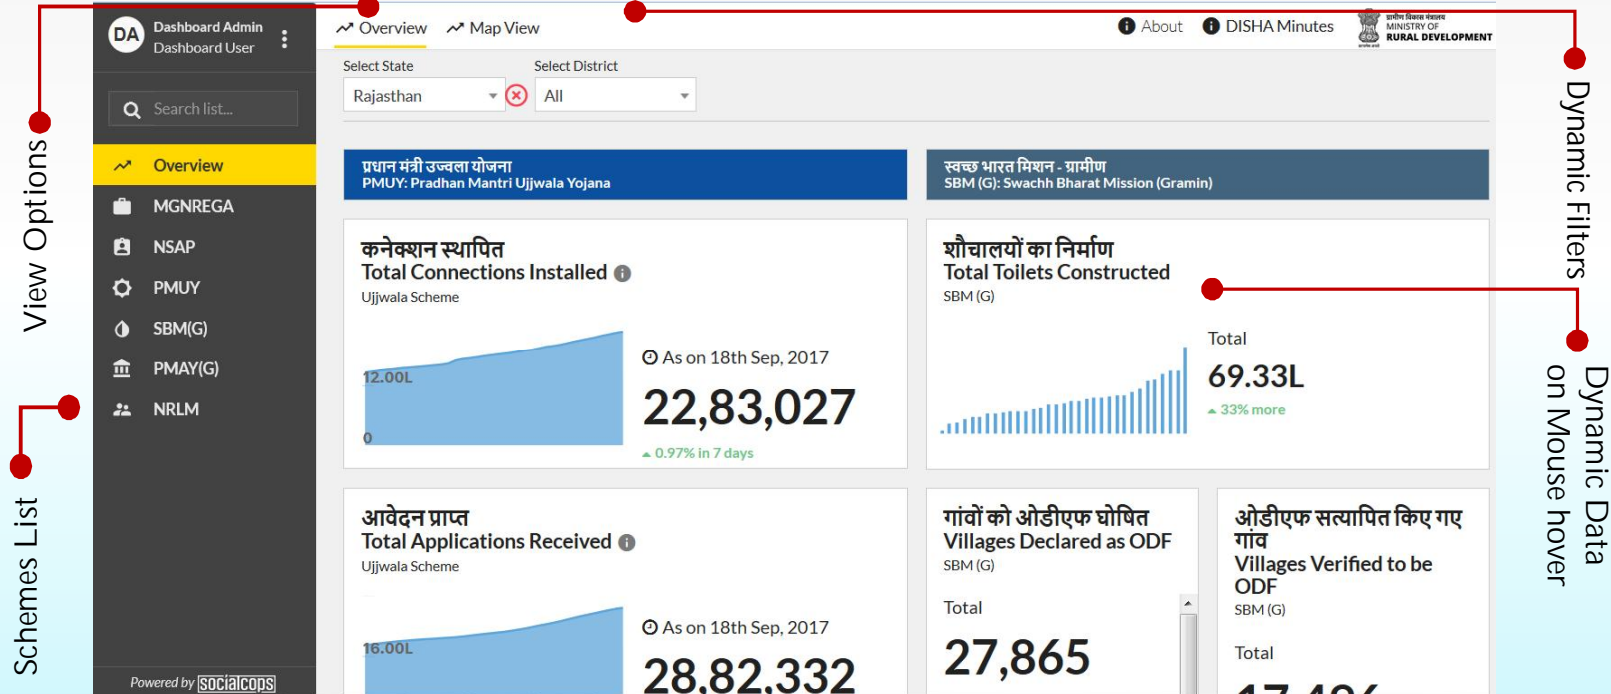 View Options
Schemes List
DA
Dashboard Admin
Dashboard User
Search list...
Overview
MGNREGA
NSAP
PMUY
SBM(G)
PMAY(G)
NRLM
Powered by socialcops
Overview
Map View
About
DISHA Minutes
ग्रामीण विकास मंत्रालय
MINISTRY OF
RURAL DEVELOPMENT
Select State
Select District
Rajasthan
All
प्रधान मंत्री उज्वला योजना
PMUY: Pradhan Mantri Ujjwala Yojana
स्वच्छ भारत मिशन - ग्रामीण
SBM (G): Swachh Bharat Mission (Gramin)
कनेक्शन स्थापित
Total Connections Installed
Ujjwala Scheme
12.00L
0
As on 18th Sep, 2017
22,83,027
0.97% in 7 days
शौचालयों का निर्माण
Total Toilets Constructed
SBM (G)
Total
69.33L
33% more
आवेदन प्राप्त
Total Applications Received
Ujjwala Scheme
16.00L
As on 18th Sep, 2017
28,82,332
गांवों को ओडीएफ घोषित
Villages Declared as ODF
SBM (G)
Total
27,865
ओडीएफ सत्यापित किए गए
गांव
Villages Verified to be
ODF
SBM (G)
Total
Dynamic Filters
Dynamic Data
on Mouse hover